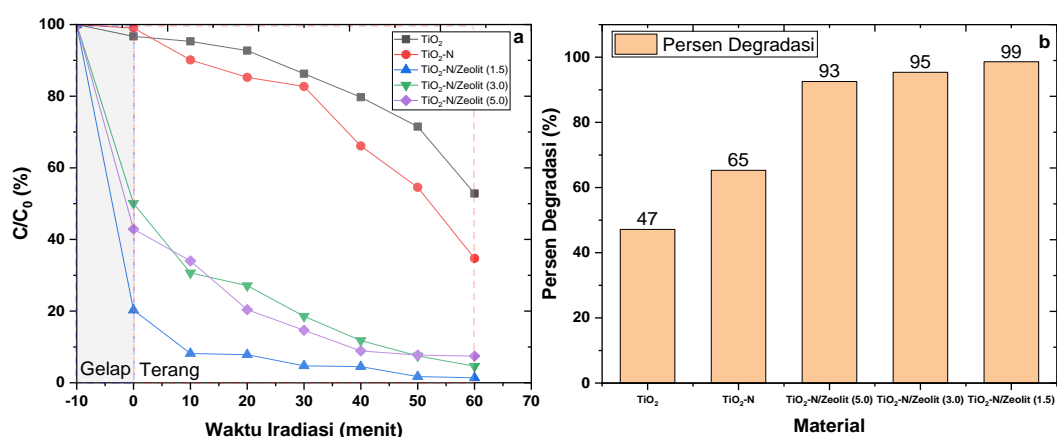 a
TiO₂
TiO₂-N
TiO₂-N/Zeolit (1.5)
TiO₂-N/Zeolit (3.0)
TiO₂-N/Zeolit (5.0)
C/C₀ (%)
100
80
60
40
20
0
Gelap Terang
-10 0 10 20 30 40 50 60 70
Waktu Iradiasi (menit)
b
Persen Degradasi
Persen Degradasi (%)
100
80
60
40
20
0
47
65
93
95
99
TiO₂ TiO₂-N TiO₂-N/Zeolit (5.0) TiO₂-N/Zeolit (3.0) TiO₂-N/Zeolit (1.5)
Material